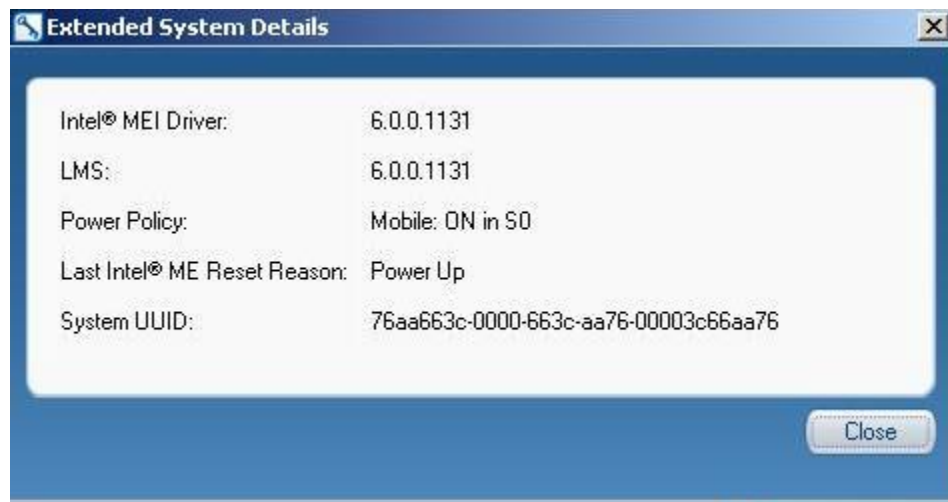 Extended System Details
Intel® MEI Driver: 6.0.0.1131
LMS: 6.0.0.1131
Power Policy: Mobile: ON in S0
Last Intel® ME Reset Reason: Power Up
System UUID: 76aa663c-0000-663c-aa76-00003c66aa76
Close